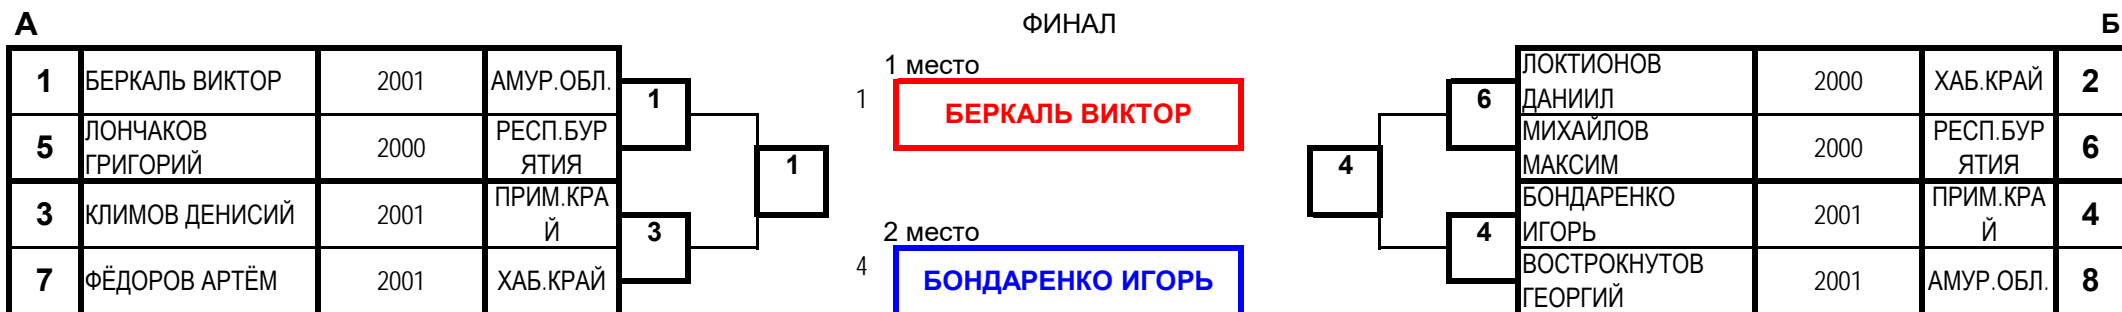 А
ФИНАЛ
Б
1 БЕРКАЛЬ ВИКТОР 2001 АМУР.ОБЛ.
5 ЛОНЧАКОВ
ГРИГОРИЙ 2000 РЕСП.БУР
ЯТИЯ
3 КЛИМОВ ДЕНИСИЙ 2001 ПРИМ.КРА
Й
7 ФЁДОРОВ АРТЁМ 2001 ХАБ.КРАЙ
1
3
1
1 место
1 БЕРКАЛЬ ВИКТОР
2 место
4 БОНДАРЕНКО ИГОРЬ
4
6
4
ЛОКТИОНОВ
ДАНИИЛ 2000 ХАБ.КРАЙ 2
МИХАЙЛОВ
МАКСИМ 2000 РЕСП.БУР
ЯТИЯ 6
БОНДАРЕНКО
ИГОРЬ 2001 ПРИМ.КРА
Й 4
ВОСТРОКНУТОВ
ГЕОРГИЙ 2001 АМУР.ОБЛ. 8